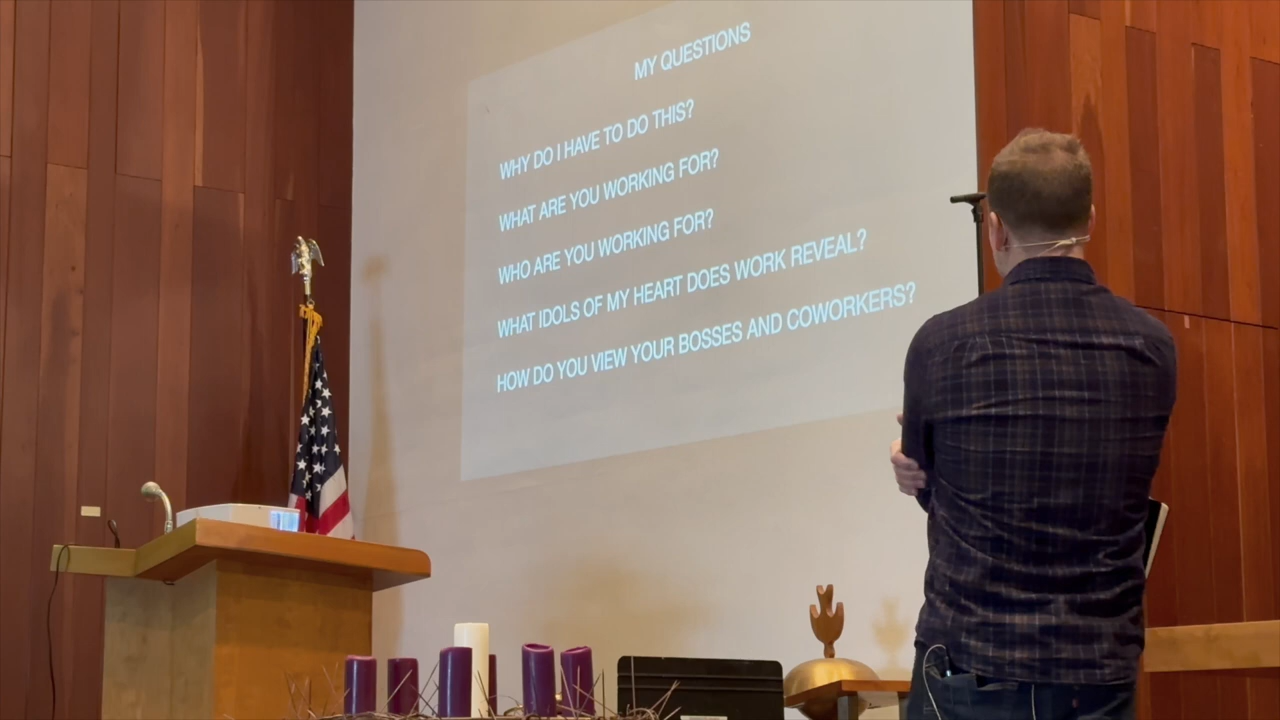 MY QUESTIONS
WHY DO I HAVE TO DO THIS?
WHAT ARE YOU WORKING FOR?
WHO ARE YOU WORKING FOR?
WHAT IDOLS OF MY HEART DOES WORK REVEAL?
HOW DO YOU VIEW YOUR BOSSES AND COWORKERS?